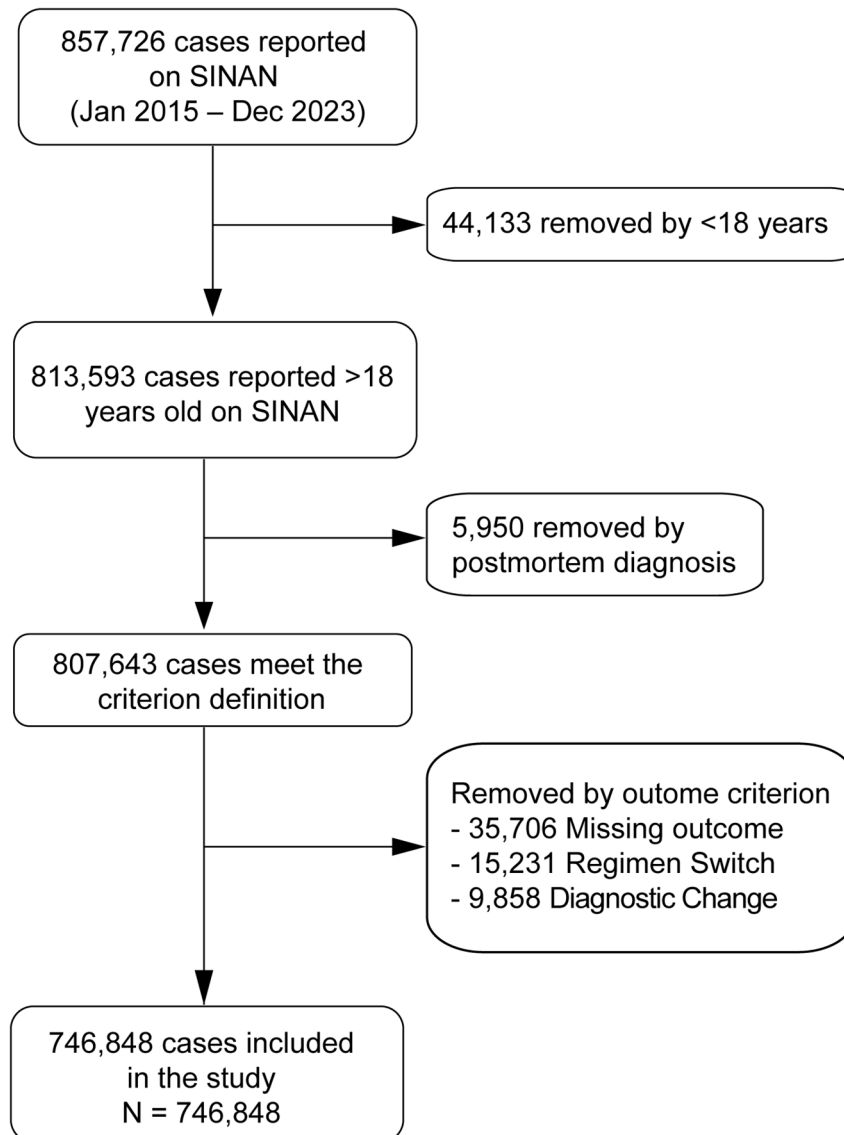 857,726 cases reported
on SINAN
(Jan 2015 – Dec 2023)
44,133 removed by <18 years
813,593 cases reported >18
years old on SINAN
5,950 removed by
postmortem diagnosis
807,643 cases meet the
criterion definition
Removed by outome criterion
- 35,706 Missing outcome
- 15,231 Regimen Switch
- 9,858 Diagnostic Change
746,848 cases included
in the study
N = 746,848